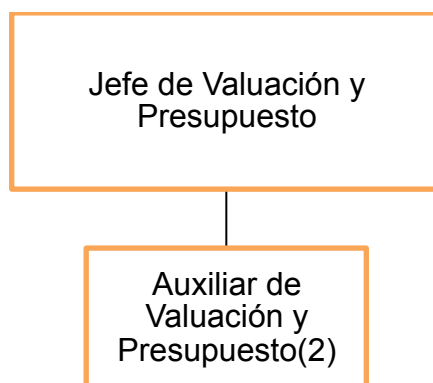 Jefe de Valuación y
Presupuesto
Auxiliar de
Valuación y
Presupuesto(2)